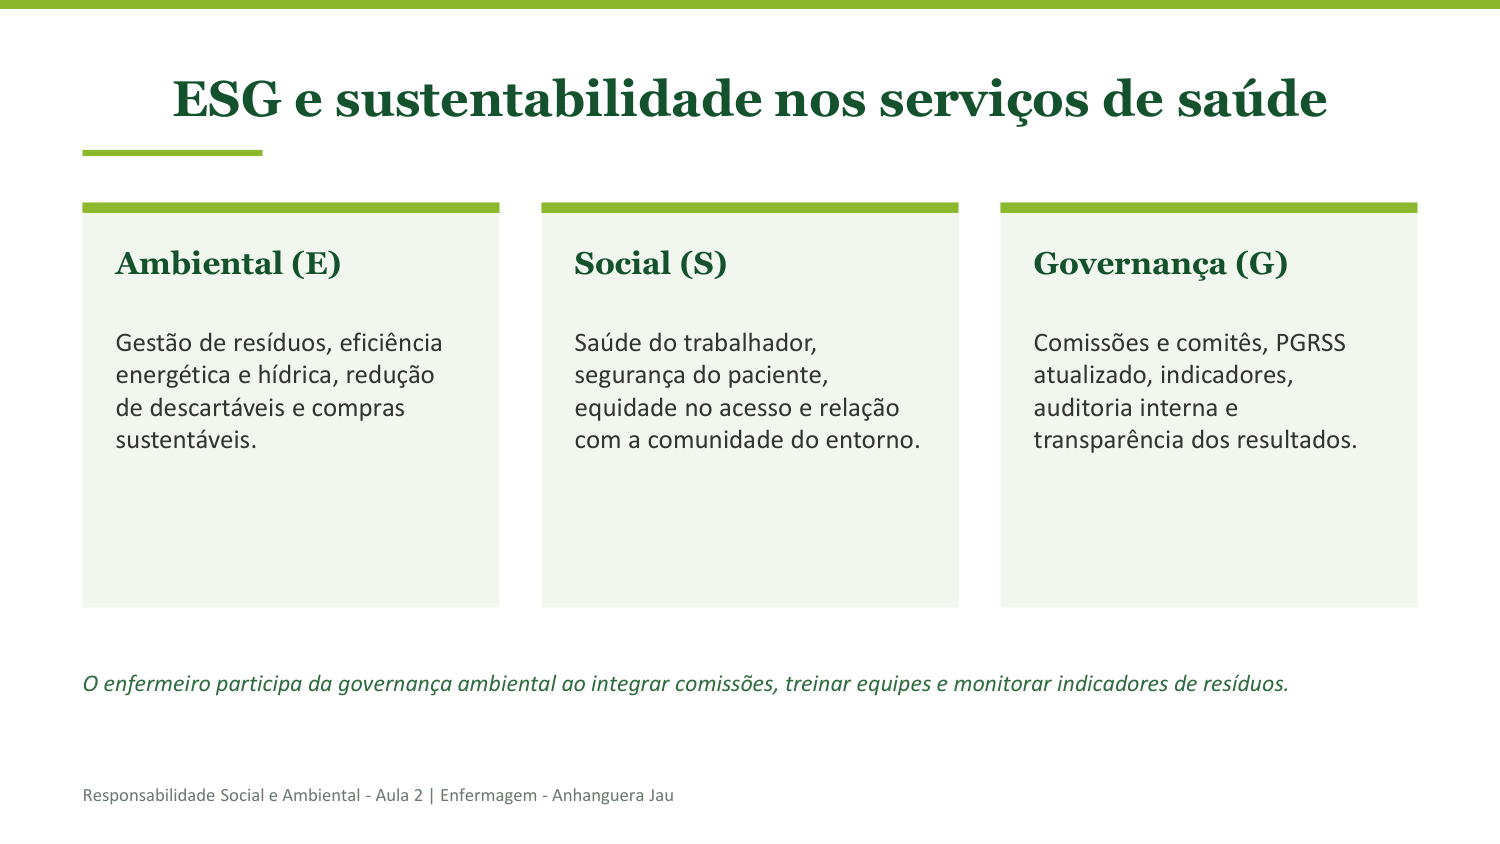 ESG e sustentabilidade nos serviços de saúde
Ambiental (E)
Gestão de resíduos, eficiência
energética e hídrica, redução
de descartáveis e compras
sustentáveis.
Social (S)
Saúde do trabalhador,
segurança do paciente,
equidade no acesso e relação
com a comunidade do entorno.
Governança (G)
Comissões e comitês, PGRSS
atualizado, indicadores,
auditoria interna e
transparência dos resultados.
O enfermeiro participa da governança ambiental ao integrar comissões, treinar equipes e monitorar indicadores de resíduos.
Responsabilidade Social e Ambiental - Aula 2 | Enfermagem - Anhanguera Jau